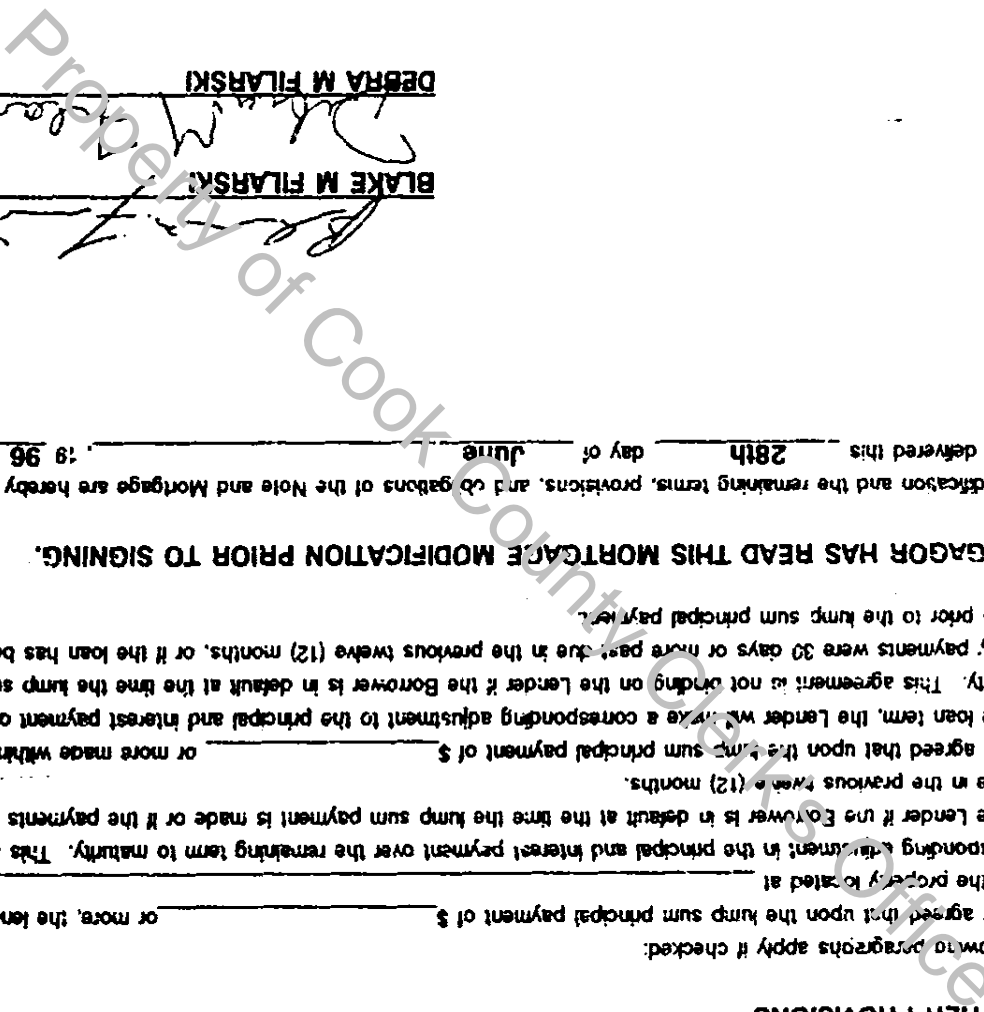 HER PROVISIONS
paragraphs apply if checked:
agreed that upon the lump sum principal payment of $ or more, the
the property located at
adjustment in the principal and interest payment over the remaining term to maturity. This
Lender if the Borrower is in default at the time the lump sum payment is made or if the payments
in the previous twelve (12) months.
agreed that upon the lump sum principal payment of $ or more made within
loan term, the Lender will make a corresponding adjustment to the principal and interest payment
ty. This agreement is not binding on the Lender if the Borrower is in default at the time the lump
payments were 30 days or more past due in the previous twelve (12) months, or if the loan has
prior to the lump sum principal payment.
GAGOR HAS READ THIS MORTGAGE MODIFICATION PRIOR TO SIGNING.
dification and the remaining terms, provisions, and obligations of the Note and Mortgage are hereby
delivered this 28th day of June , 19 96
BLAKE M FILARSKI
Debra M
DEBRA M FILARSKI
Property of Cook County Clerk's Office